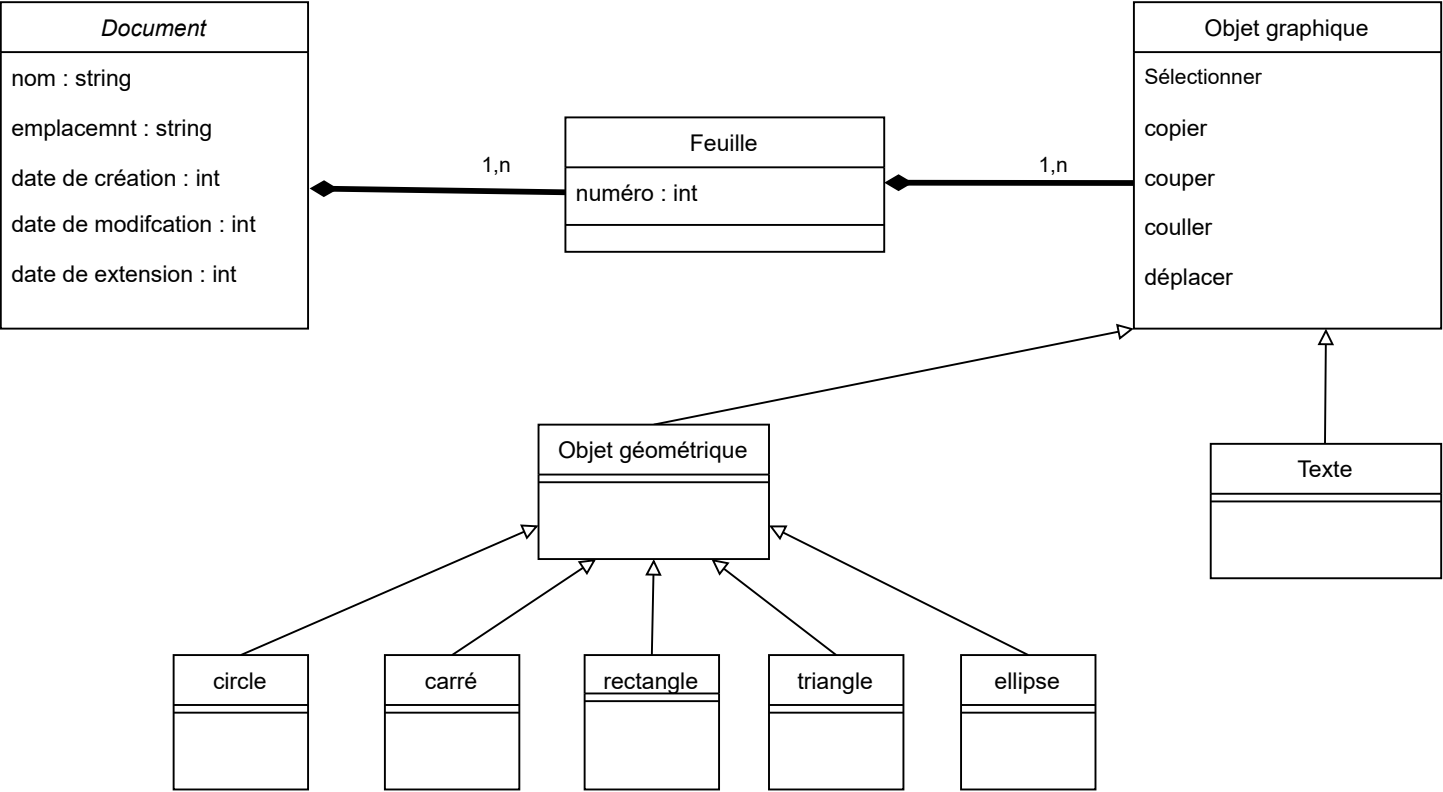 Document
nom : string
emplacemnt : string
date de création : int
date de modifcation : int
date de extension : int
1,n
Feuille
numéro : int
1,n
Objet graphique
Sélectionner
copier
couper
couller
déplacer
Objet géométrique
Texte
circle
carré
rectangle
triangle
ellipse